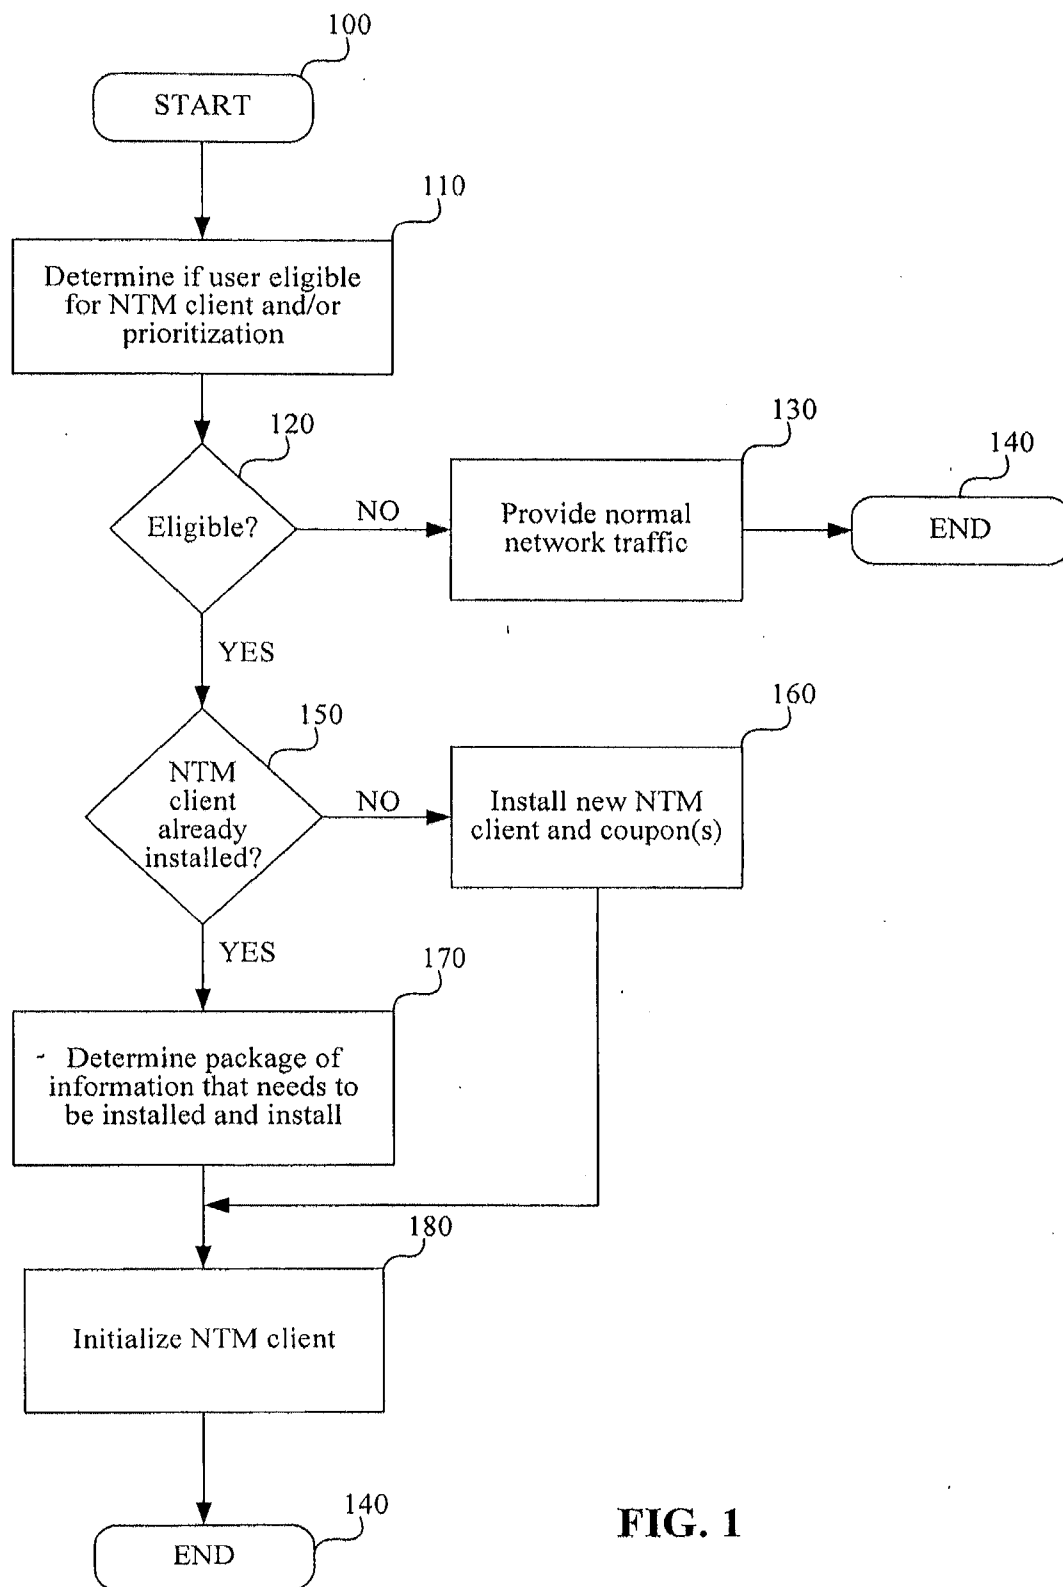 100
START
110
Determine if user eligible
for NTM client and/or
prioritization
120
Eligible?
NO
130
Provide normal
network traffic
140
END
YES
150
NTM
client
already
installed?
NO
160
Install new NTM
client and coupon(s)
YES
170
Determine package of
information that needs to
be installed and install
180
Initialize NTM client
140
END
FIG. 1